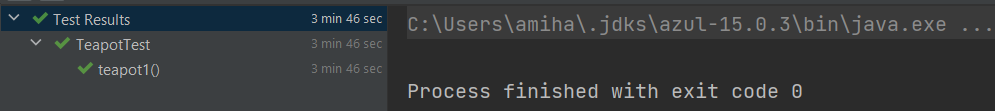 Test Results 3 min 46 sec
TeapotTest 3 min 46 sec
teapot1() 3 min 46 sec
C:\Users\amiha\.jdks\azul-15.0.3\bin\java.exe ...
Process finished with exit code 0